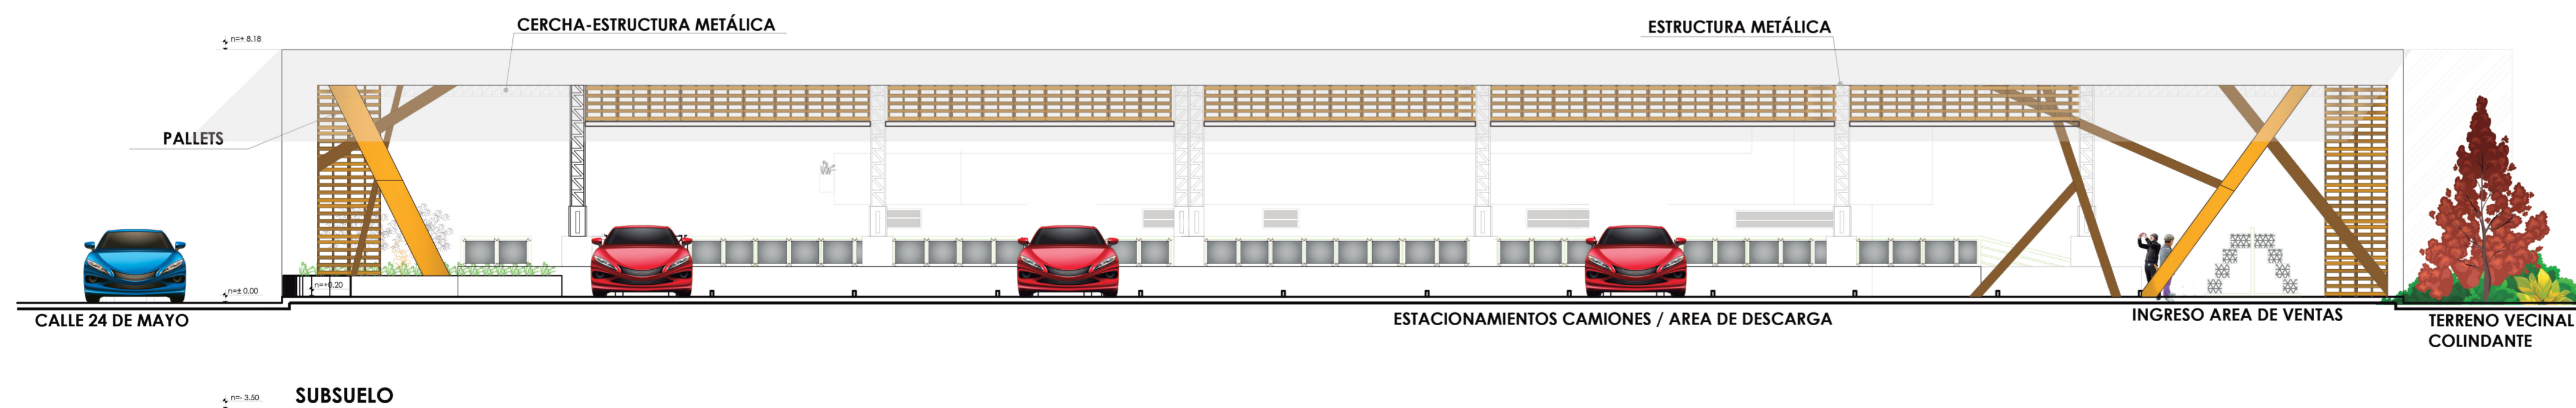 CERCHA-ESTRUCTURA METÁLICA
ESTRUCTURA METÁLICA
n=± 8.18
PALLETS
n=± 0.00
n=+0.20
CALLE 24 DE MAYO
ESTACIONAMIENTOS CAMIONES / AREA DE DESCARGA
INGRESO AREA DE VENTAS
TERRENO VECINAL
COLINDANTE
SUBSUELO
n=- 3.50